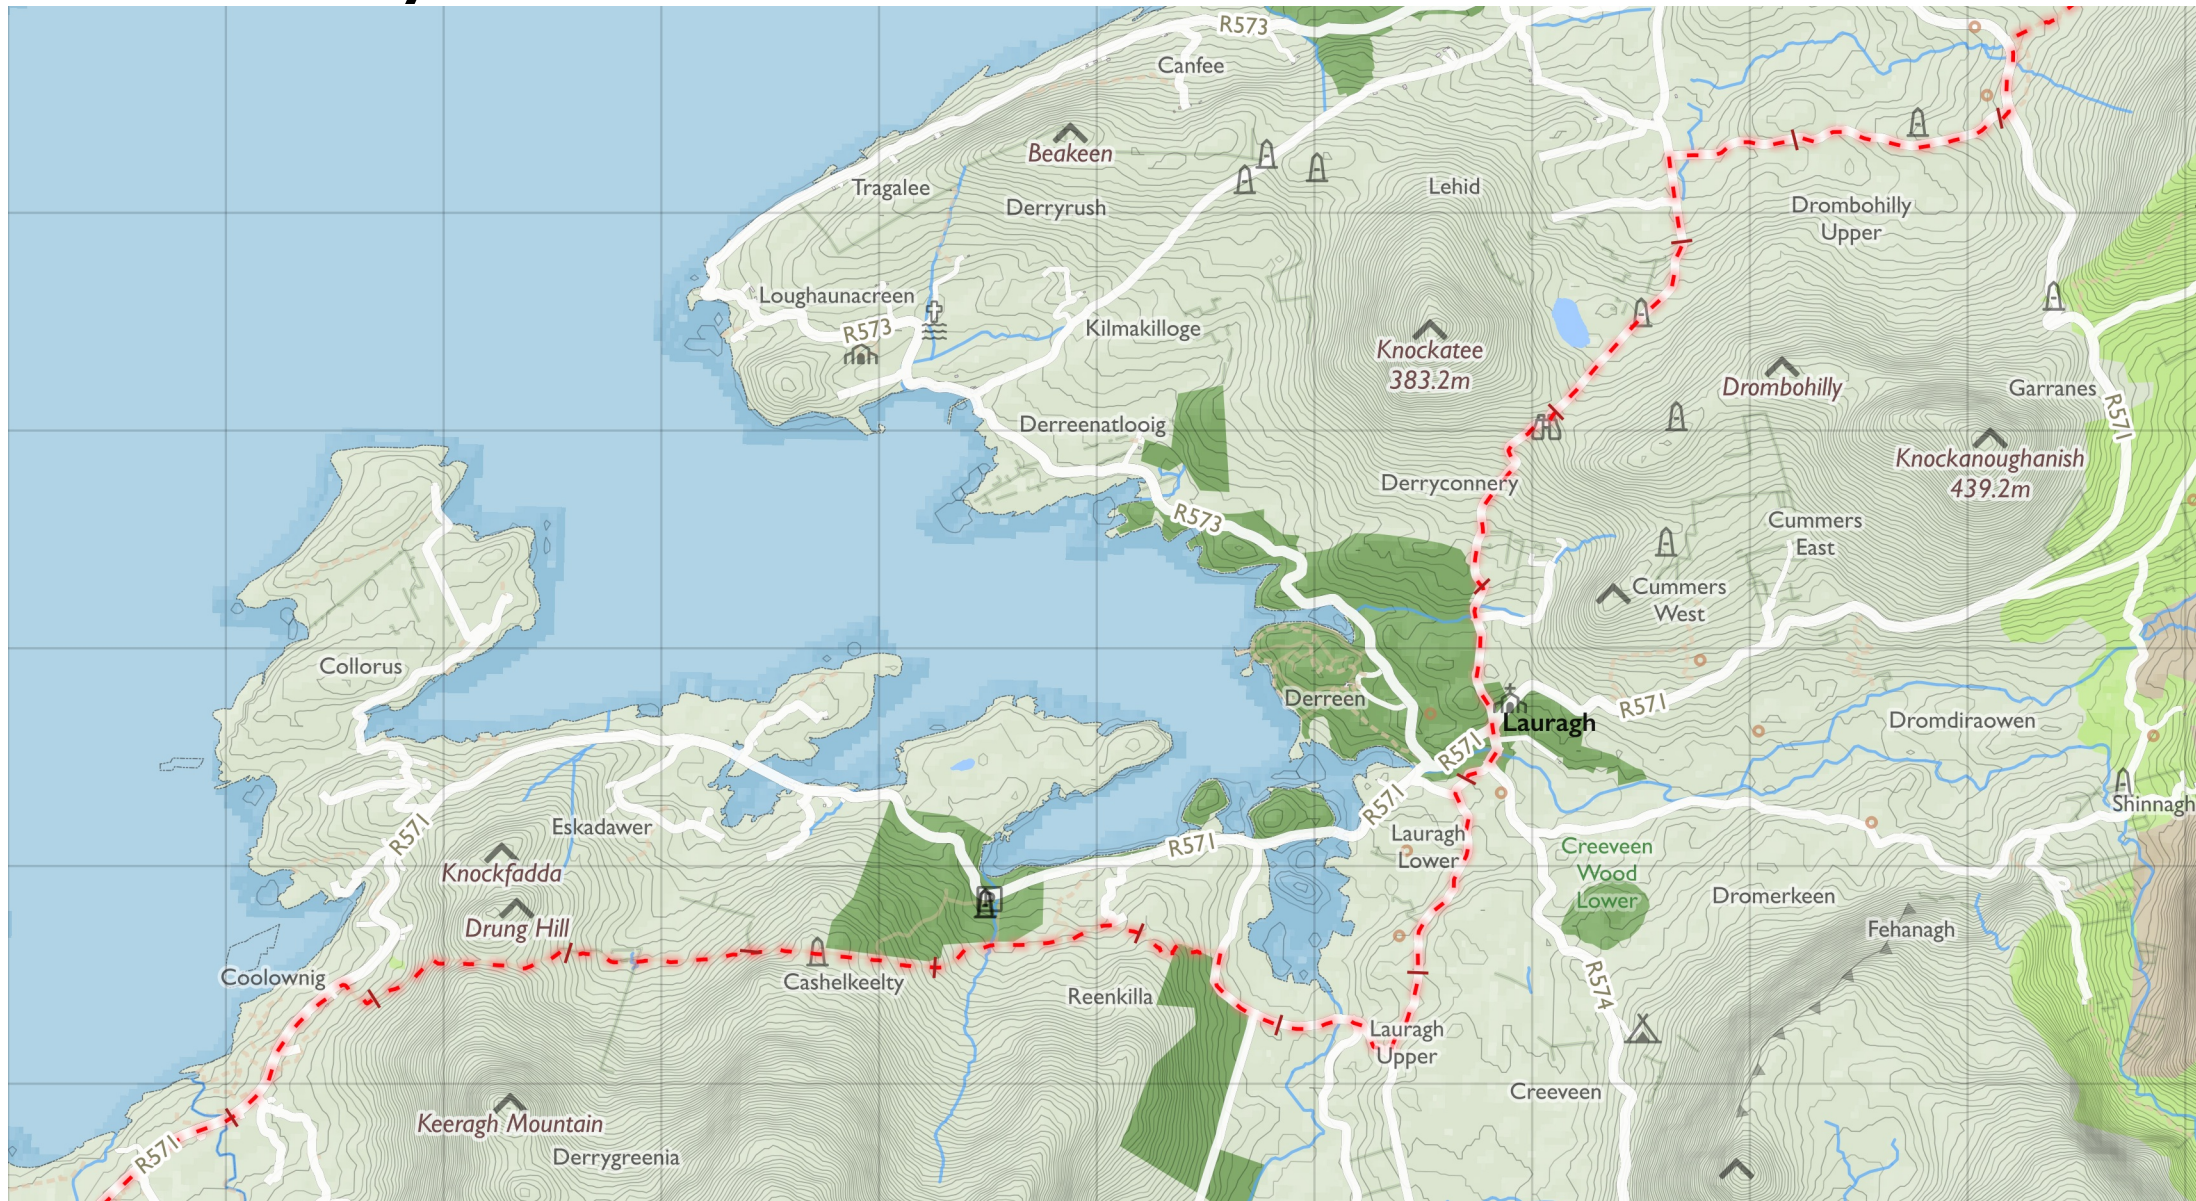 R573
Canfee
Beakeen
Tragalee
Derryrush
Lehid
Drombohilly
Upper
Loughaunacreen
R573
Kilmakilloge
Knockatee
383.2m
Drombohilly
Garranes
R571
Derreenatlooig
Knockanoughanish
439.2m
Derryconnery
R573
Cummers
East
Cummers
West
Collorus
Derreen
Lauragh
R571
R571
Dromdiraowen
Shinnagh
R571
R571
Eskadawer
R571
Lauragh
Lower
Creeveen
Wood
Lower
Knockfadda
Dromerkeen
Drung Hill
Fehanagh
Coolownig
Cashelkeelty
Reenkilla
R574
Lauragh
Upper
Creeveen
Keeragh Mountain
Derrygreenia
R571